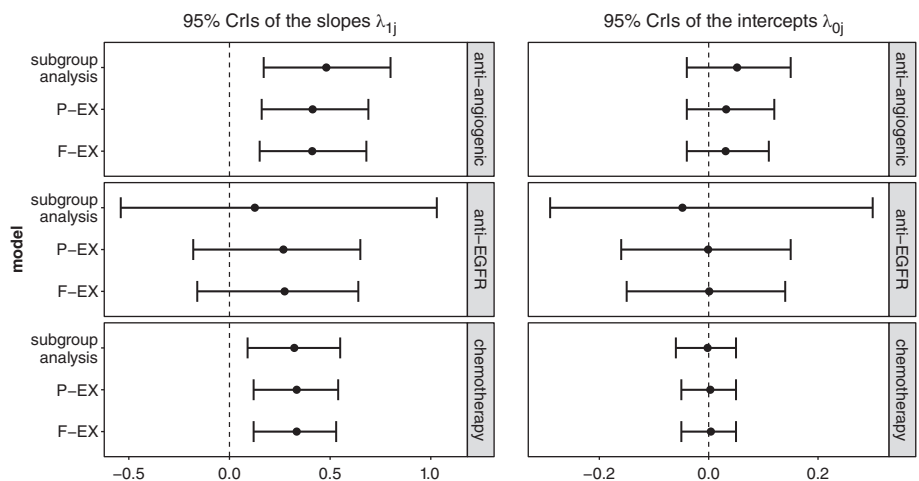 95% CrIs of the slopes λ1j
95% CrIs of the intercepts λ0j
model
subgroup
analysis
P−EX
F−EX
anti−angiogenic
anti−angiogenic
subgroup
analysis
P−EX
F−EX
anti−EGFR
anti−EGFR
subgroup
analysis
P−EX
F−EX
chemotherapy
chemotherapy
−0.5 0.0 0.5 1.0
−0.2 0.0 0.2